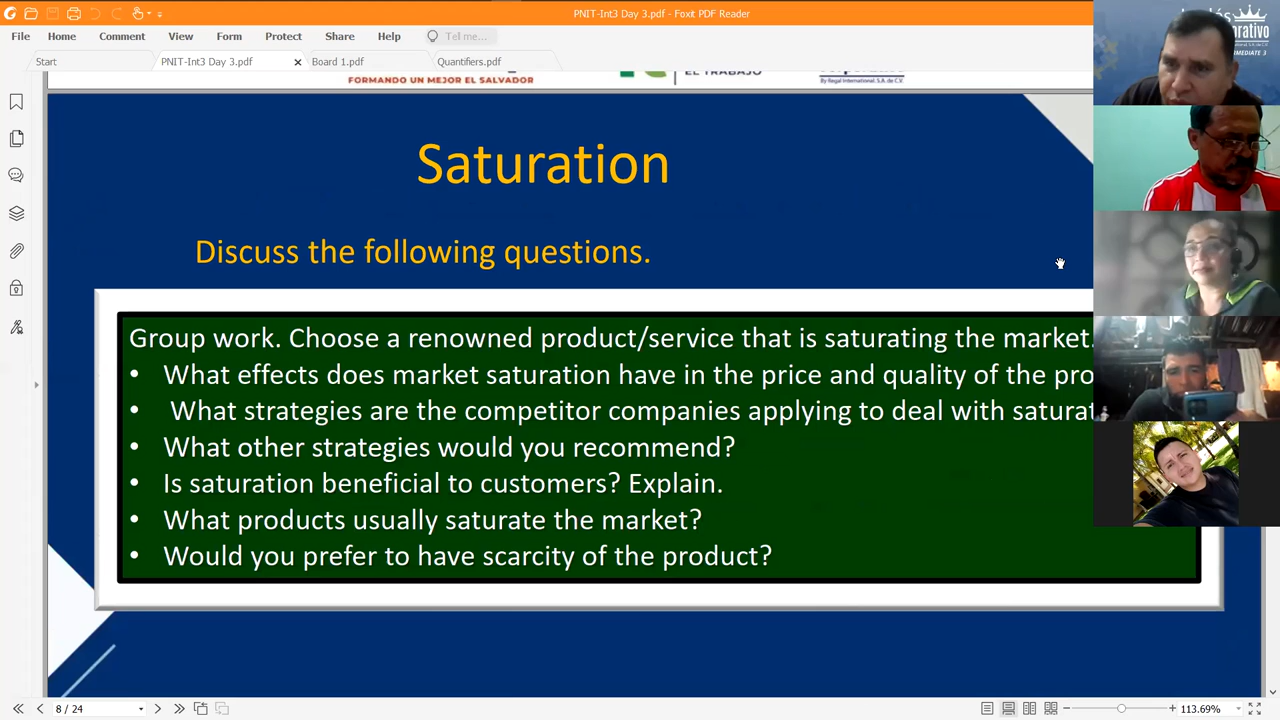 PNIT-Int3 Day 3.pdf - Foxit PDF Reader
File Home Comment View Form Protect Share Help Tell me...
Start PNIT-Int3 Day 3.pdf Board 1.pdf Quantifiers.pdf
FORMANDO UN MEJOR EL SALVADOR
EL TRABAJO
By Regal International, S.A. de C.V.
Saturation
Discuss the following questions.
Group work. Choose a renowned product/service that is saturating the market.
• What effects does market saturation have in the price and quality of the pro
• What strategies are the competitor companies applying to deal with saturat
• What other strategies would you recommend?
• Is saturation beneficial to customers? Explain.
• What products usually saturate the market?
• Would you prefer to have scarcity of the product?
8 / 24
113.69%